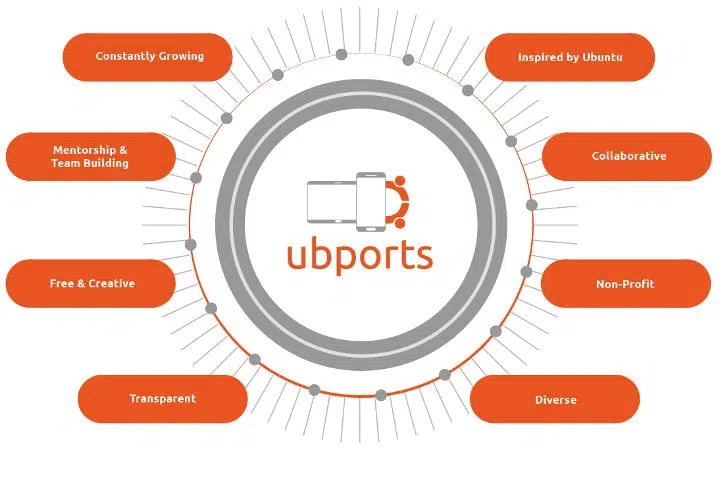 Constantly Growing
Inspired by Ubuntu
Mentorship &
Team Building
Collaborative
ubports
Free & Creative
Non-Profit
Transparent
Diverse